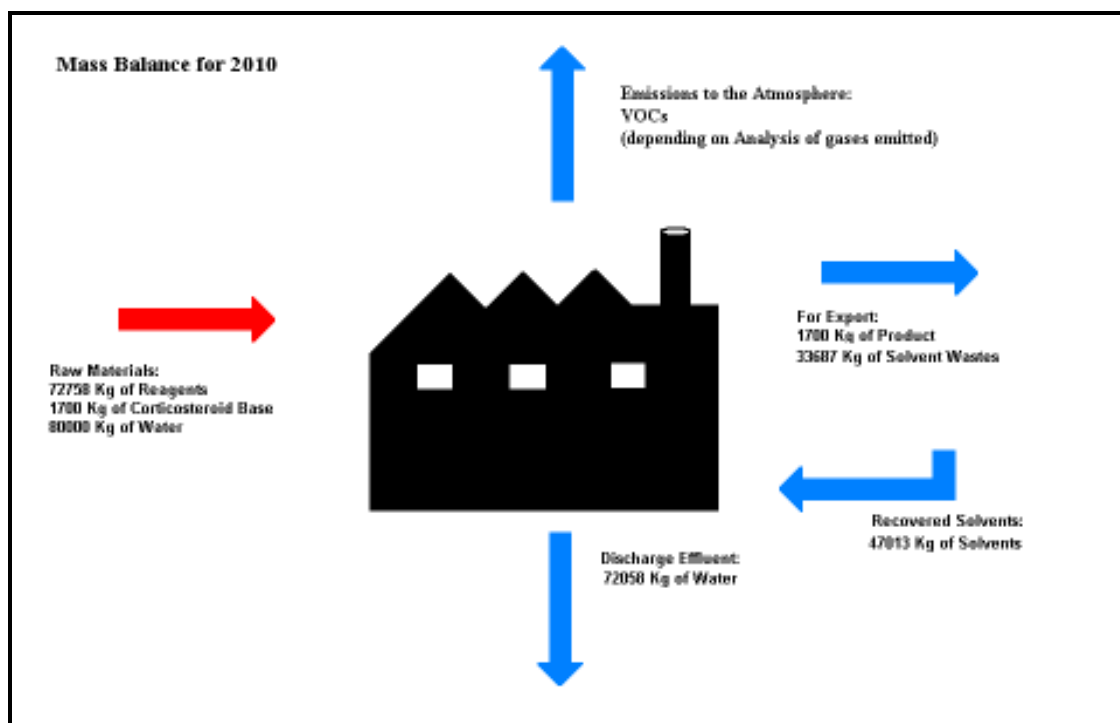 Mass Balance for 2010
Emissions to the Atmosphere:
VOCs
(depending on Analysis of gases emitted)
Raw Materials:
72758 Kg of Reagents
1700 Kg of Corticosteroid Base
80000 Kg of Water
For Export:
1700 Kg of Product
33687 Kg of Solvent Wastes
Recovered Solvents:
47013 Kg of Solvents
Discharge Effluent:
72058 Kg of Water